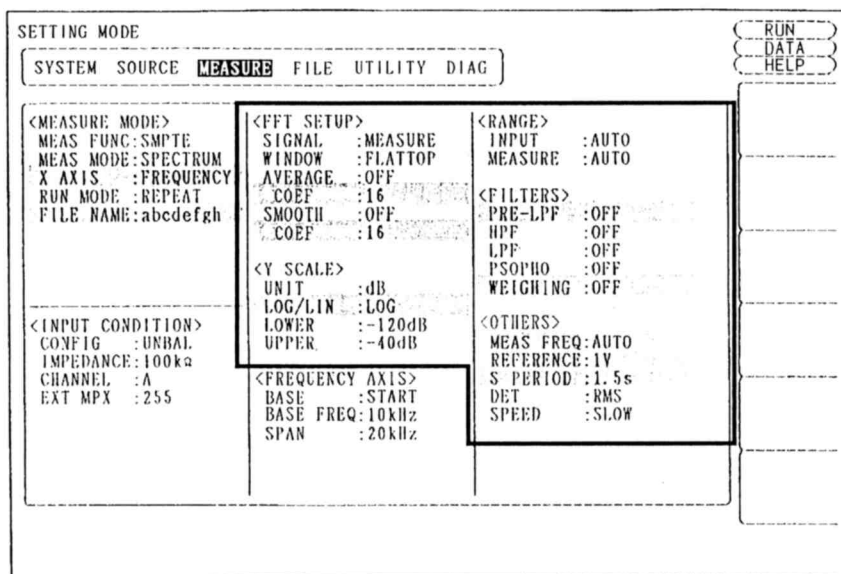 SETTING MODE
RUN
DATA
HELP
SYSTEM SOURCE MEASURE FILE UTILITY DIAG
<MEASURE MODE>
MEAS FUNC:SMPTE
MEAS MODE:SPECTRUM
X AXIS :FREQUENCY
RUN MODE :REPEAT
FILE NAME:abcdefgh
<INPUT CONDITION>
CONFIG :UNBAL
IMPEDANCE:100kΩ
CHANNEL :A
EXT MPX :255
<FFT SETUP>
SIGNAL :MEASURE
WINDOW :FLATTOP
AVERAGE :OFF
COEF :16
SMOOTH :OFF
COEF :16
<Y SCALE>
UNIT :dB
LOG/LIN :LOG
LOWER :-120dB
UPPER :-40dB
<FREQUENCY AXIS>
BASE :START
BASE FREQ:10kHz
SPAN :20kHz
<RANGE>
INPUT :AUTO
MEASURE :AUTO
<FILTERS>
PRE-LPF :OFF
HPF :OFF
LPF :OFF
PSOPHO :OFF
WEIGHING :OFF
<OTHERS>
MEAS FREQ:AUTO
REFERENCE:1V
S PERIOD :1.5s
DET :RMS
SPEED :SLOW